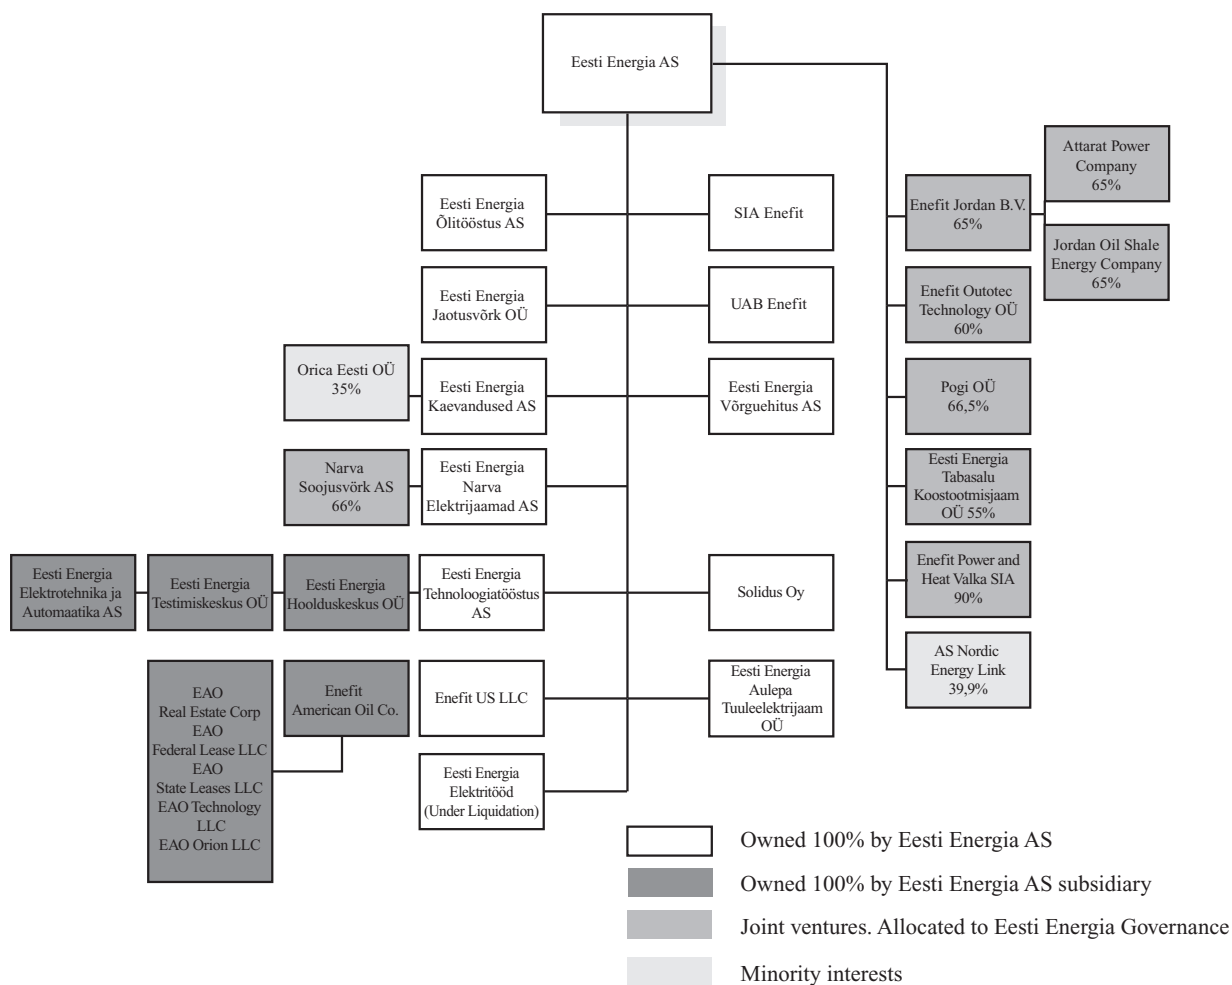 Eesti Energia AS
Attarat Power
Company
65%
Eesti Energia
Õlitööstus AS
SIA Enefit
Enefit Jordan B.V.
65%
Jordan Oil Shale
Energy Company
65%
Eesti Energia
Jaotusvõrk OÜ
UAB Enefit
Enefit Outotec
Technology OÜ
60%
Orica Eesti OÜ
35%
Eesti Energia
Kaevandused AS
Eesti Energia
Võrguehitus AS
Pogi OÜ
66,5%
Narva
Soojusvõrk AS
66%
Eesti Energia
Narva
Elektrijaamad AS
Eesti Energia
Tabasalu
Koostootmisjaam
OÜ 55%
Eesti Energia
Elektrotehnika ja
Automaatika AS
Eesti Energia
Testimiskeskus OÜ
Eesti Energia
Hoolduskeskus OÜ
Eesti Energia
Tehnoloogiatööstus
AS
Solidus Oy
Enefit Power and
Heat Valka SIA
90%
AS Nordic
Energy Link
39,9%
EAO
Real Estate Corp
EAO
Federal Lease LLC
EAO
State Leases LLC
EAO Technology
LLC
EAO Orion LLC
Enefit
American Oil Co.
Enefit US LLC
Eesti Energia
Aulepa
Tuuleelektrijaam
OÜ
Eesti Energia
Elektritööd
(Under Liquidation)
Owned 100% by Eesti Energia AS
Owned 100% by Eesti Energia AS subsidiary
Joint ventures. Allocated to Eesti Energia Governance
Minority interests